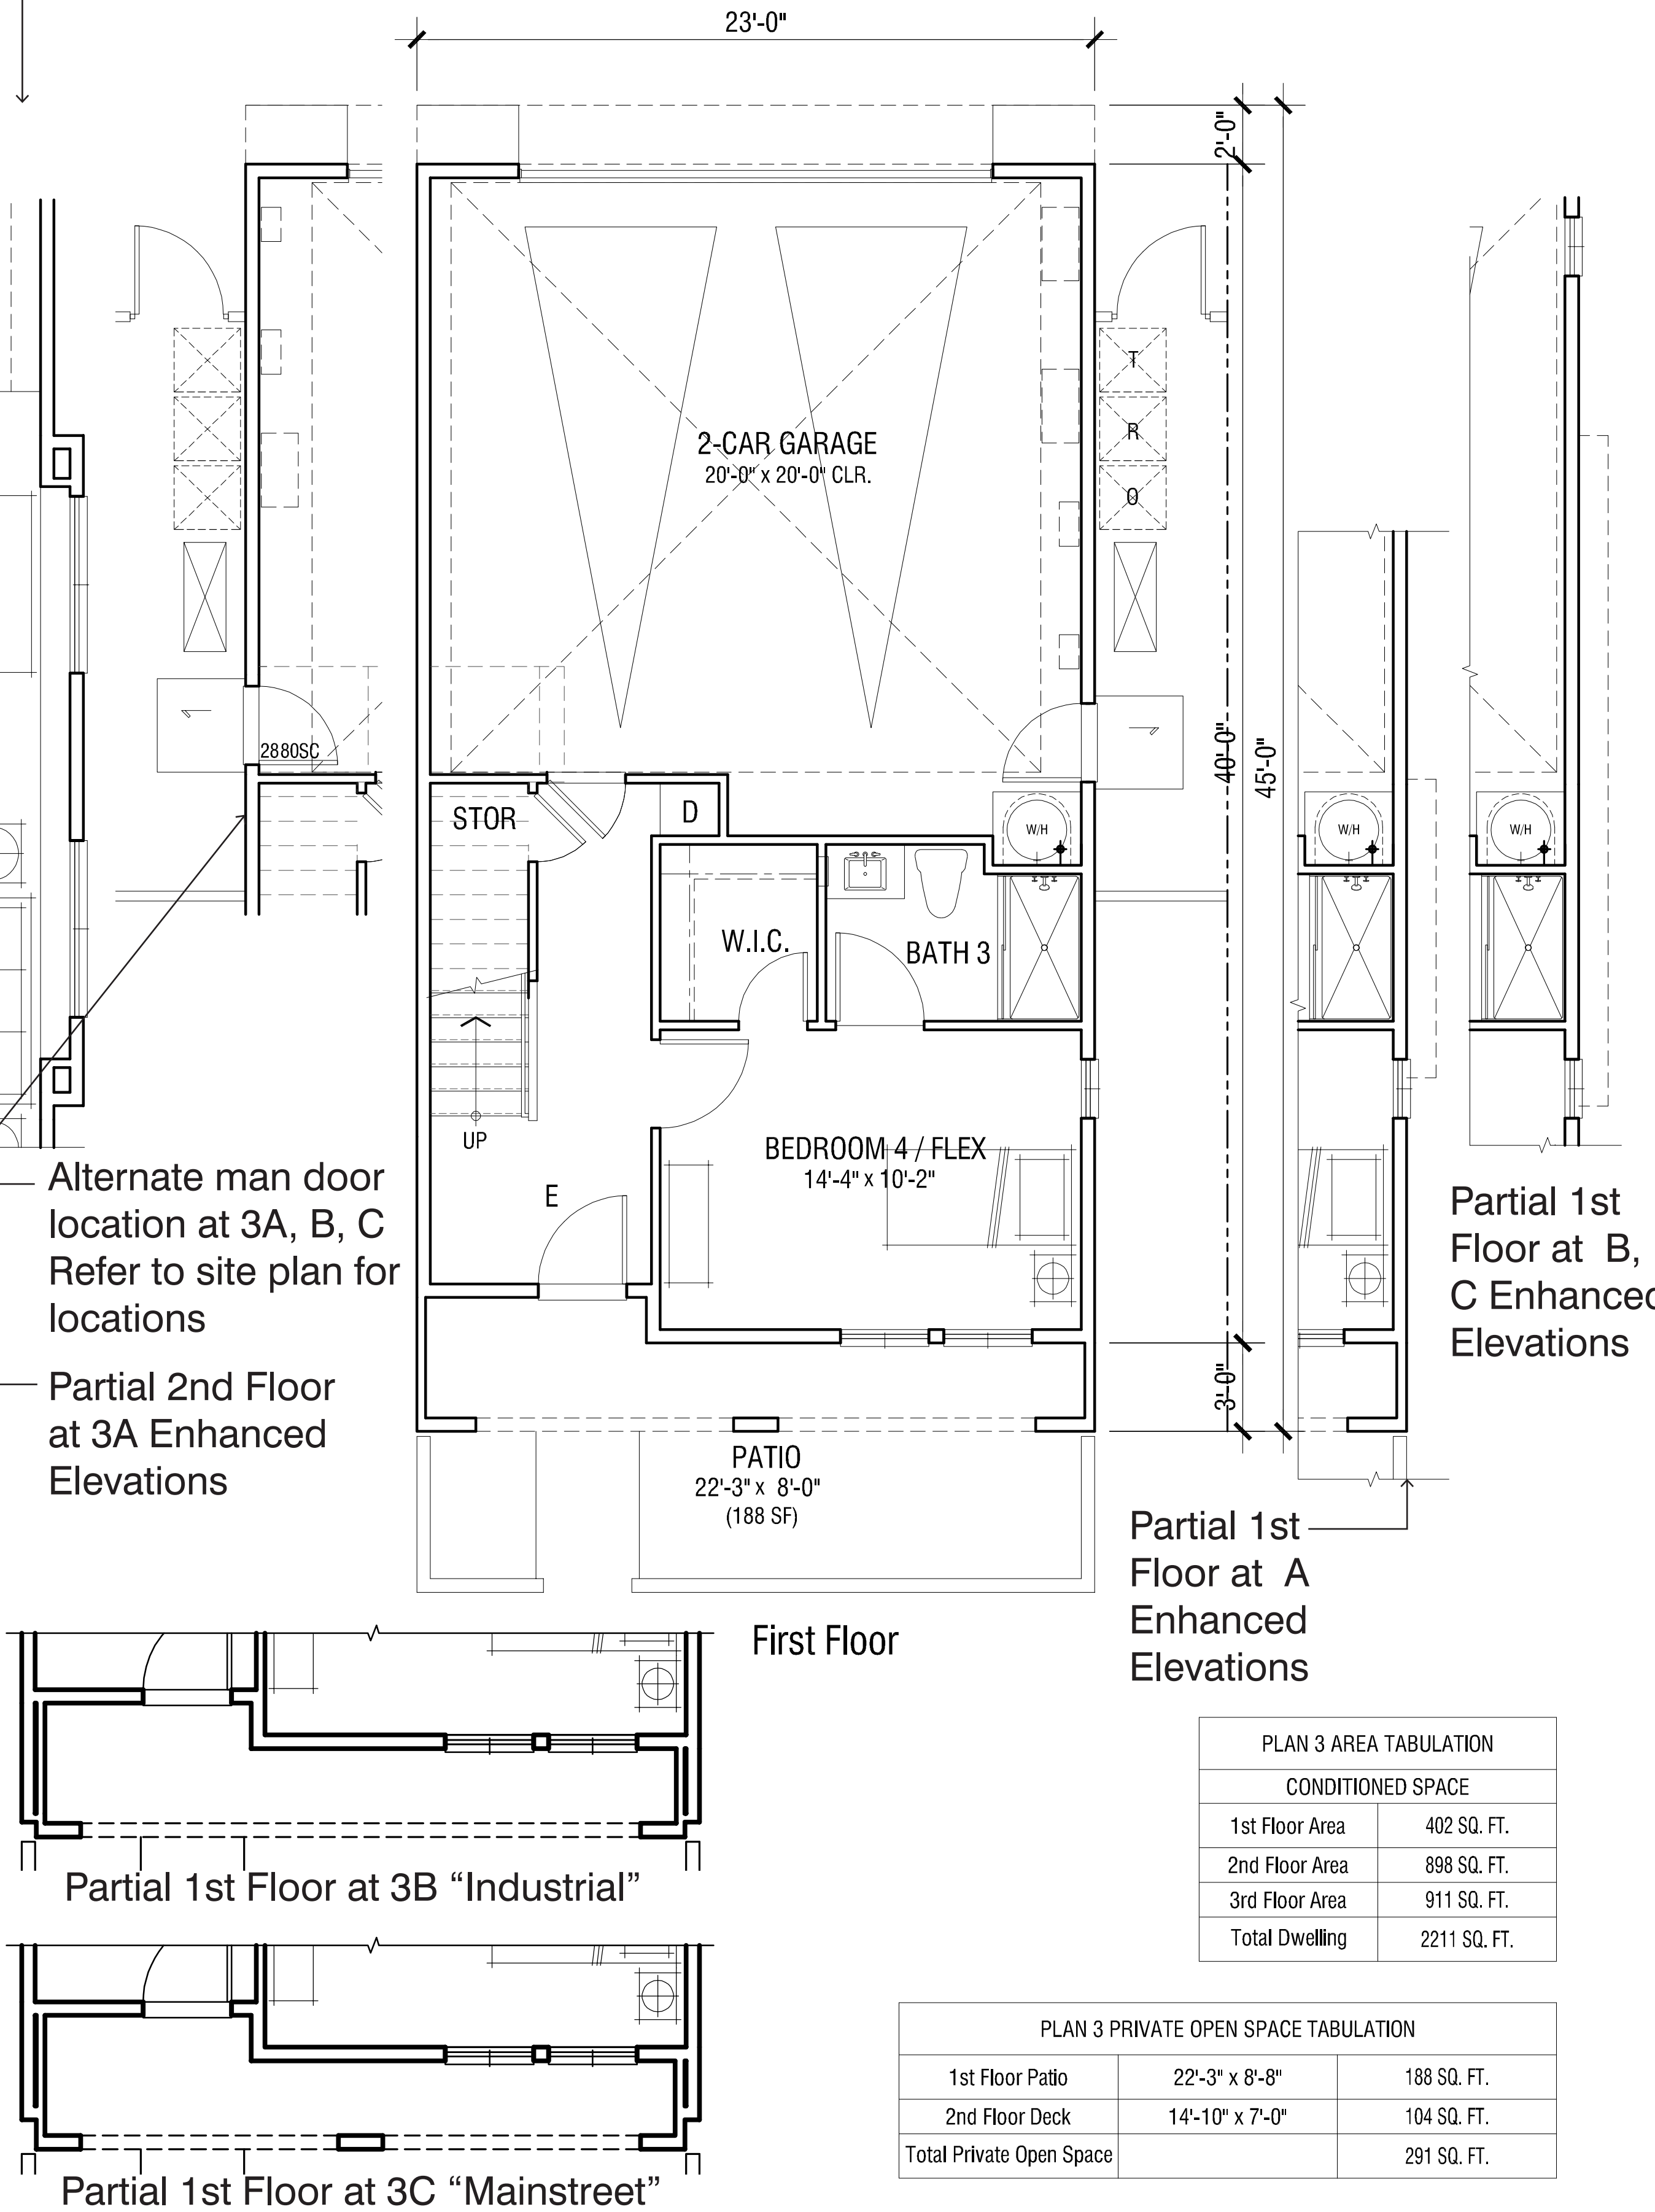 23'-0"
2'-0"
T
R
O
2-CAR GARAGE
20'-0" x 20'-0" CLR.
40'-0"
45'-0"
2880SC
STOR
D
W/H
W/H
W/H
W.I.C.
BATH 3
UP
BEDROOM 4 / FLEX
14'-4" x 10'-2"
E
Alternate man door
location at 3A, B, C
Refer to site plan for
locations
Partial 1st
Floor at B,
C Enhanced
Elevations
Partial 2nd Floor
at 3A Enhanced
Elevations
3'-0"
PATIO
22'-3" x 8'-0"
(188 SF)
Partial 1st
Floor at A
Enhanced
Elevations
First Floor
Partial 1st Floor at 3B “Industrial”
Partial 1st Floor at 3C “Mainstreet”
PLAN 3 AREA TABULATION
CONDITIONED SPACE
1st Floor Area 402 SQ. FT.
2nd Floor Area 898 SQ. FT.
3rd Floor Area 911 SQ. FT.
Total Dwelling 2211 SQ. FT.
PLAN 3 PRIVATE OPEN SPACE TABULATION
1st Floor Patio 22'-3" x 8'-8" 188 SQ. FT.
2nd Floor Deck 14'-10" x 7'-0" 104 SQ. FT.
Total Private Open Space 291 SQ. FT.